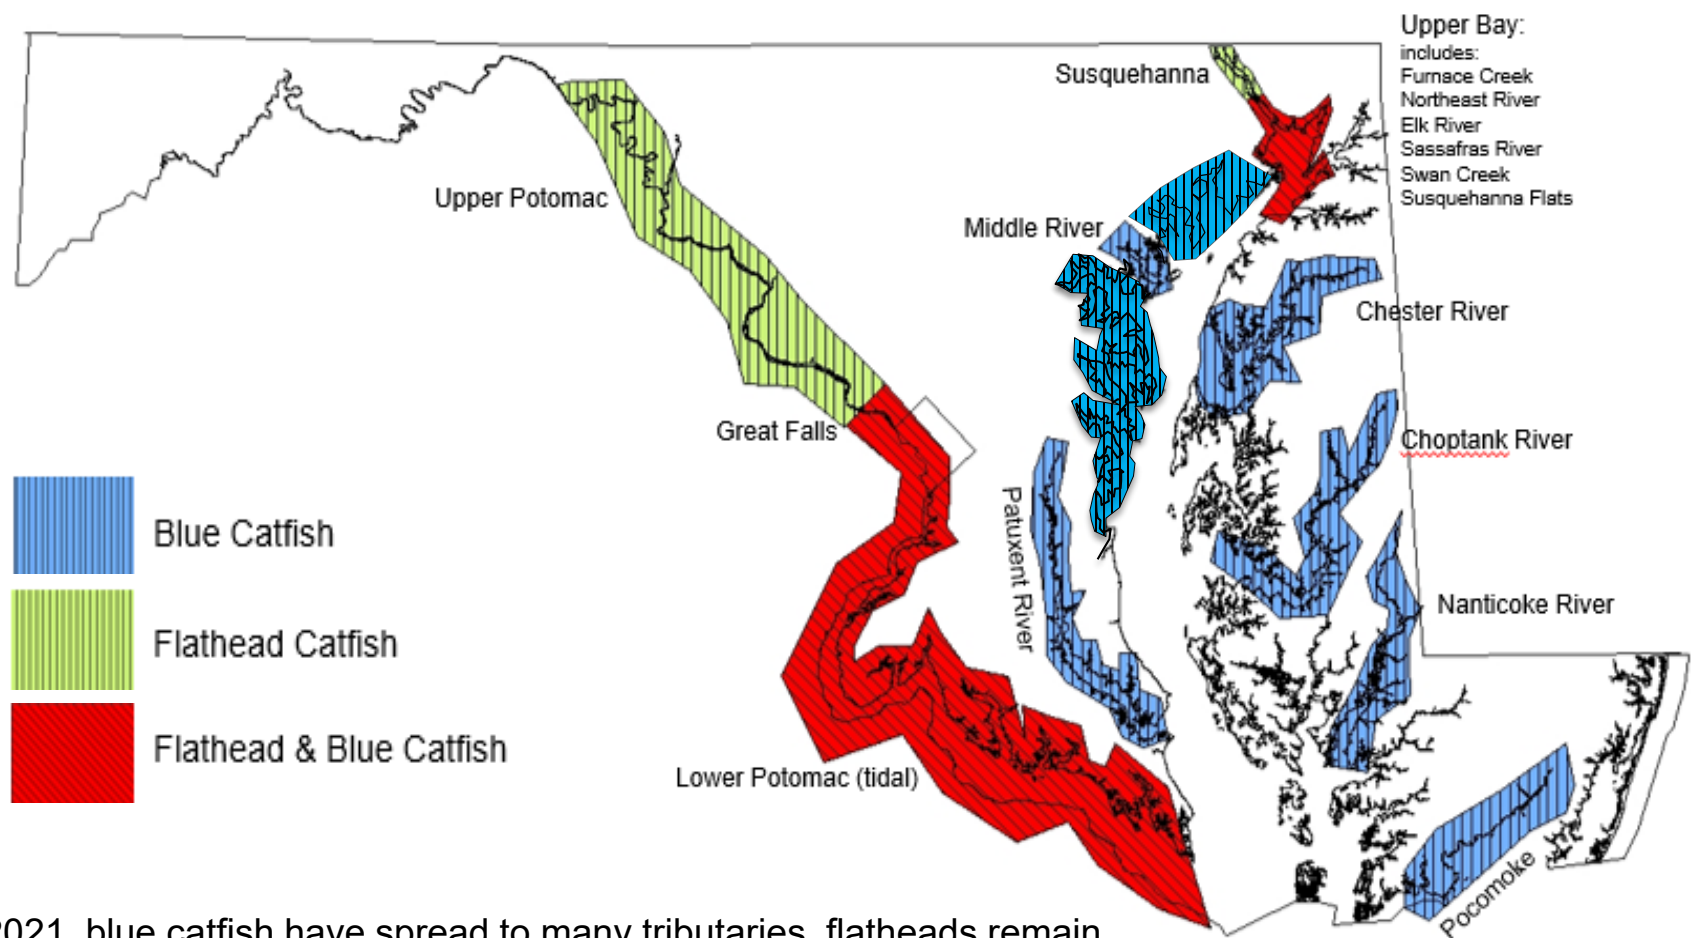 Upper Bay:
includes:
Furnace Creek
Northeast River
Elk River
Sassafras River
Swan Creek
Susquehanna Flats
Susquehanna
Upper Potomac
Middle River
Chester River
Great Falls
Choptank River
Patuxent River
Blue Catfish
Nanticoke River
Flathead Catfish
Flathead & Blue Catfish
Lower Potomac (tidal)
Pocomoke
2021, blue catfish have spread to many tributaries, flatheads remain